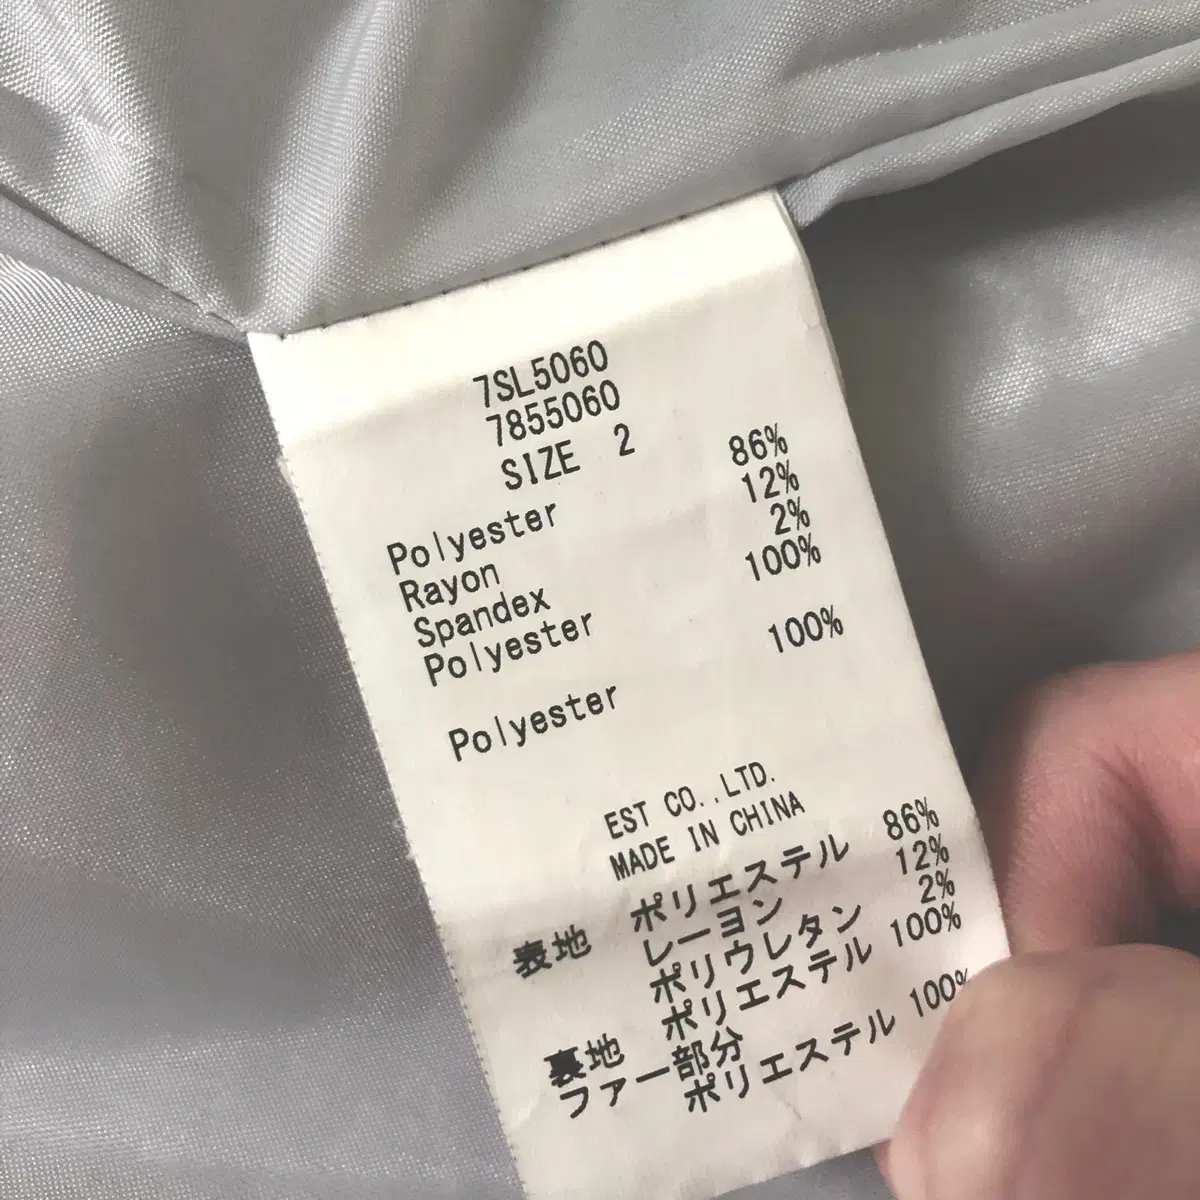 7SL5060
7855060
SIZE 2
Polyester 86%
Rayon 12%
Spandex 2%
Polyester 100%
Polyester 100%
EST CO.,LTD.
MADE IN CHINA
表地 ポリエステル 86%
レーヨン 12%
ポリウレタン 2%
裏地 ポリエステル 100%
ファー部分
ポリエステル 100%